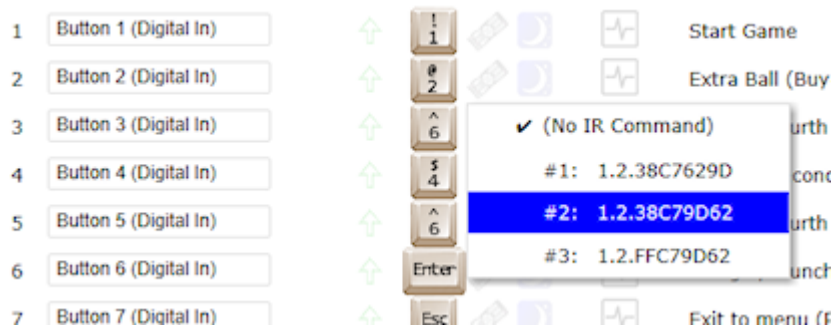 1 Button 1 (Digital In) ! 1 Start Game
2 Button 2 (Digital In) @ 2 Extra Ball (Buy
3 Button 3 (Digital In) ^ 6 urth
✔ (No IR Command)
4 Button 4 (Digital In) $ 4 cond
#1: 1.2.38C7629D
#2: 1.2.38C79D62
5 Button 5 (Digital In) ^ 6 urth
#3: 1.2.FFC79D62
6 Button 6 (Digital In) Enter unch
7 Button 7 (Digital In) Esc Exit to menu